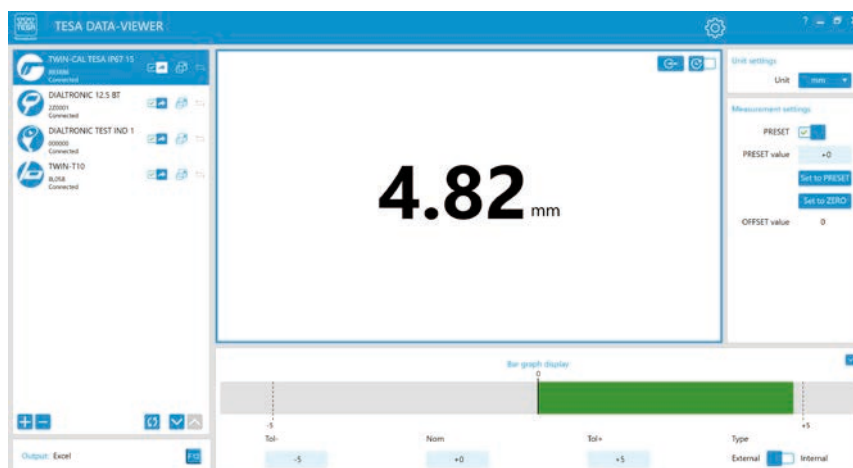 TESA
TESA DATA-VIEWER
?
TWIN-CAL TESA IP67 15
Connected
DIALTRONIC 12.5 BT
2Z0001
Connected
DIALTRONIC TEST IND 1
000000
Connected
TWIN-T10
8L058
Connected
4.82 mm
Unit settings
Unit mm
Measurement settings
PRESET
PRESET value +0
Set to PRESET
Set to ZERO
OFFSET value 0
Bar graph display
0
-5 +5
Tol- Nom Tol+ Type
-5 +0 +5 External Internal
Output: Excel F12